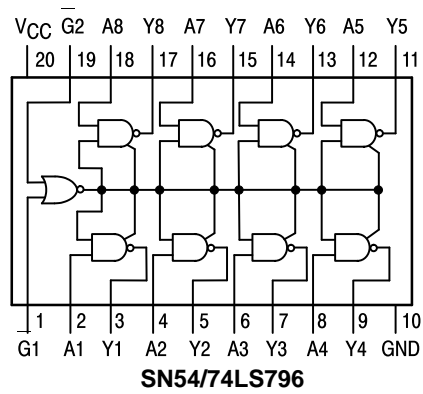 VCC G2 A8 Y8 A7 Y7 A6 Y6 A5 Y5
20 19 18 17 16 15 14 13 12 11
1 2 3 4 5 6 7 8 9 10
G1 A1 Y1 A2 Y2 A3 Y3 A4 Y4 GND
SN54/74LS796